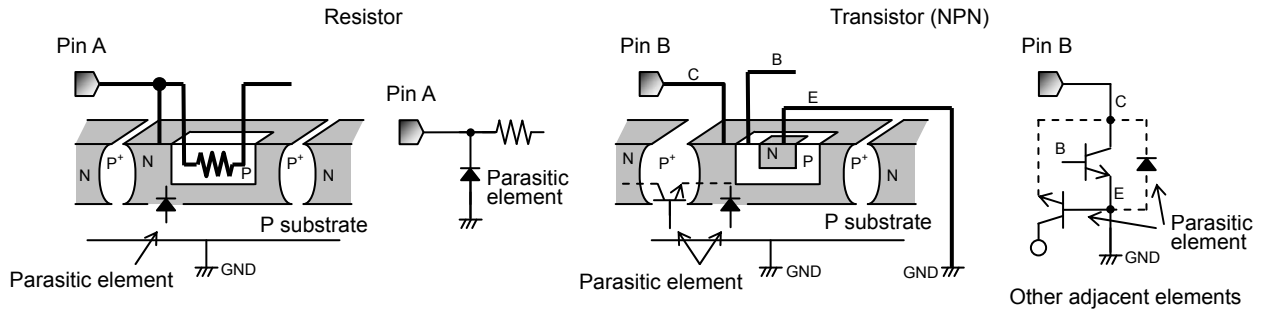 Resistor
Transistor (NPN)
Pin A
Pin B
Pin B
C
B
E
C
Pin A
B
N
P+
N
P
P+
N
N
P+
N
P
P+
N
Parasitic
element
E
P substrate
P substrate
Parasitic
element
GND
Parasitic element
GND
Parasitic element
GND
GND
Other adjacent elements